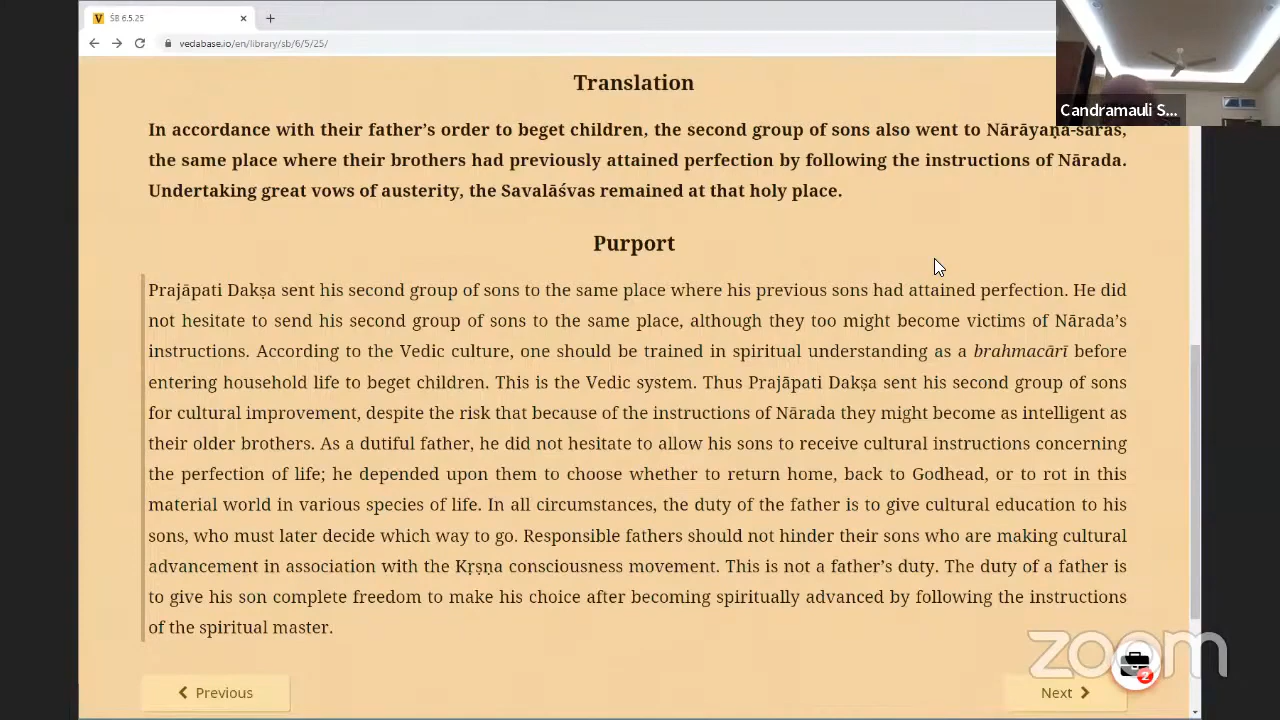 ŚB 6.5.25
vedabase.io/en/library/sb/6/5/25/
Candramauli S...
Translation
In accordance with their father’s order to beget children, the second group of sons also went to Nārāyaṇa-saras,
the same place where their brothers had previously attained perfection by following the instructions of Nārada.
Undertaking great vows of austerity, the Savalāśvas remained at that holy place.
Purport
Prajāpati Dakṣa sent his second group of sons to the same place where his previous sons had attained perfection. He did
not hesitate to send his second group of sons to the same place, although they too might become victims of Nārada’s
instructions. According to the Vedic culture, one should be trained in spiritual understanding as a brahmacārī before
entering household life to beget children. This is the Vedic system. Thus Prajāpati Dakṣa sent his second group of sons
for cultural improvement, despite the risk that because of the instructions of Nārada they might become as intelligent as
their older brothers. As a dutiful father, he did not hesitate to allow his sons to receive cultural instructions concerning
the perfection of life; he depended upon them to choose whether to return home, back to Godhead, or to rot in this
material world in various species of life. In all circumstances, the duty of the father is to give cultural education to his
sons, who must later decide which way to go. Responsible fathers should not hinder their sons who are making cultural
advancement in association with the Kṛṣṇa consciousness movement. This is not a father’s duty. The duty of a father is
to give his son complete freedom to make his choice after becoming spiritually advanced by following the instructions
of the spiritual master.
zoom
2
Previous
Next